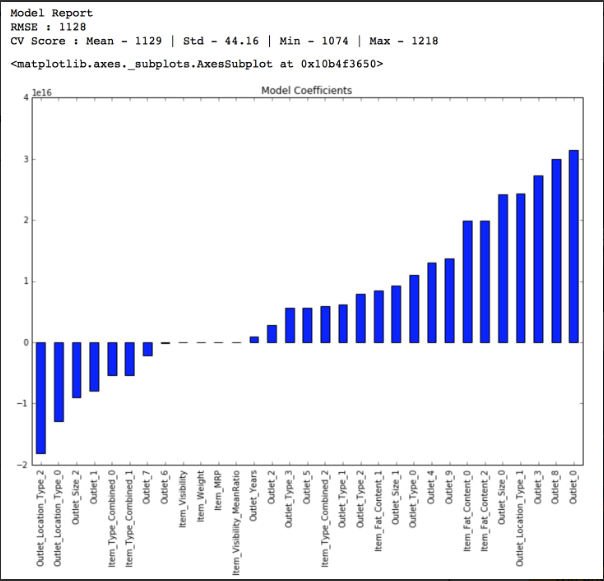 Model Report
RMSE : 1128
CV Score : Mean - 1129 | Std - 44.16 | Min - 1074 | Max - 1218
<matplotlib.axes._subplots.AxesSubplot at 0x10b4f3650>
Model Coefficients
1e16
4
3
2
1
0
−1
−2
Outlet_Location_Type_2
Outlet_Location_Type_0
Outlet_Size_2
Outlet_1
Item_Type_Combined_0
Item_Type_Combined_1
Outlet_7
Outlet_6
Item_Visibility
Item_Weight
Item_MRP
Item_Visibility_MeanRatio
Outlet_Years
Outlet_2
Outlet_Type_3
Outlet_5
Item_Type_Combined_2
Outlet_Type_1
Outlet_Type_2
Item_Fat_Content_1
Outlet_Size_1
Outlet_Type_0
Outlet_4
Outlet_9
Item_Fat_Content_0
Item_Fat_Content_2
Outlet_Size_0
Outlet_Location_Type_1
Outlet_3
Outlet_8
Outlet_0